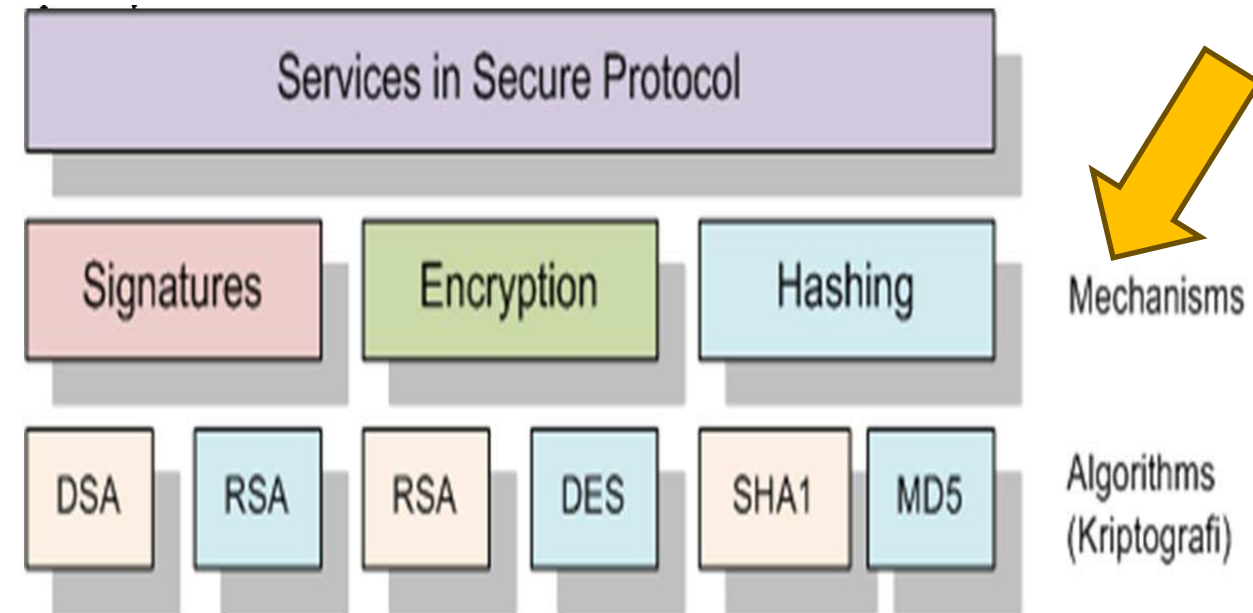 Services in Secure Protocol
Signatures
Encryption
Hashing
Mechanisms
DSA
RSA
RSA
DES
SHA1
MD5
Algorithms
(Kriptografi)